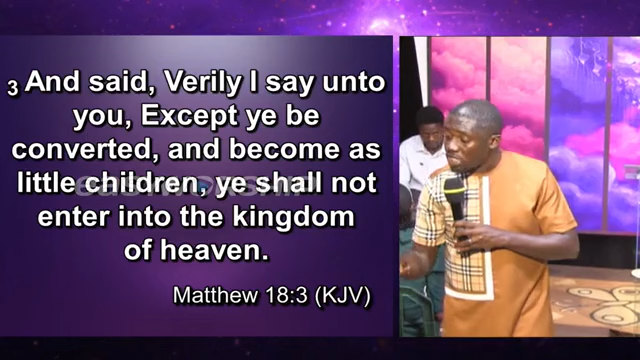 3 And said, Verily I say unto
you, Except ye be
converted, and become as
little children, ye shall not
enter into the kingdom
of heaven.
Matthew 18:3 (KJV)